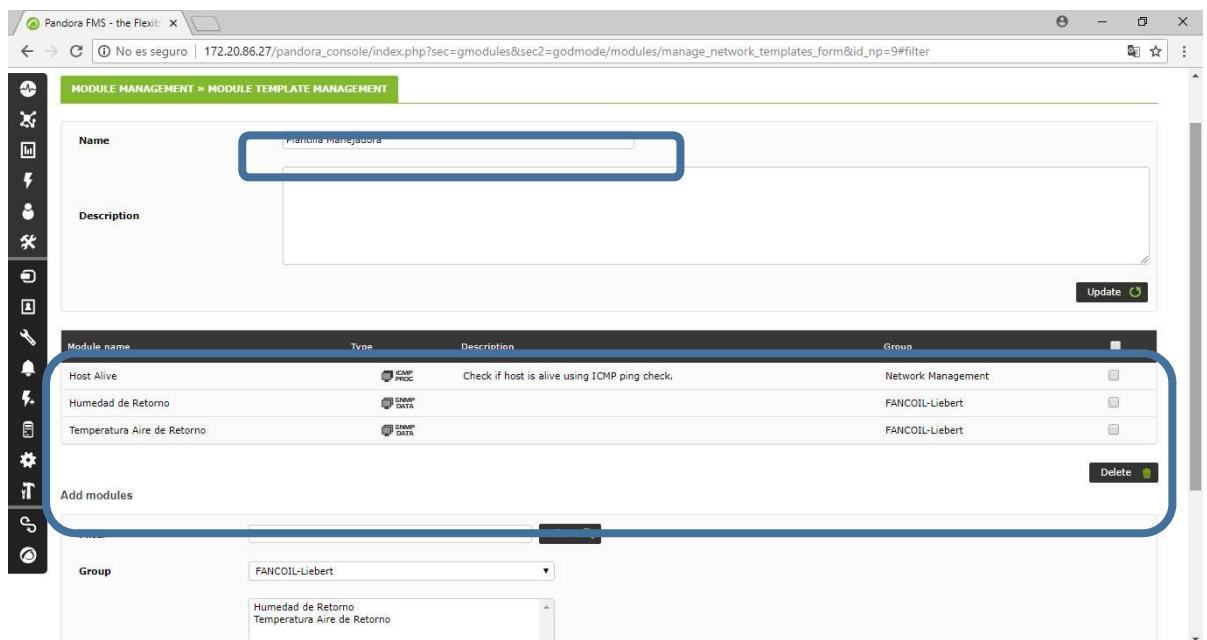 Pandora FMS - the Flexib
No es seguro | 172.20.86.27/pandora_console/index.php?sec=gmodules&sec2=godmode/modules/manage_network_templates_form&id_np=9#filter
MODULE MANAGEMENT » MODULE TEMPLATE MANAGEMENT
Name Plantilla Manejadora
Description
Update
Module name Type Description Group
Host Alive ICMP PROC Check if host is alive using ICMP ping check. Network Management
Humedad de Retorno SNMP DATA FANCOIL-Liebert
Temperatura Aire de Retorno SNMP DATA FANCOIL-Liebert
Delete
Add modules
Group FANCOIL-Liebert
Humedad de Retorno
Temperatura Aire de Retorno